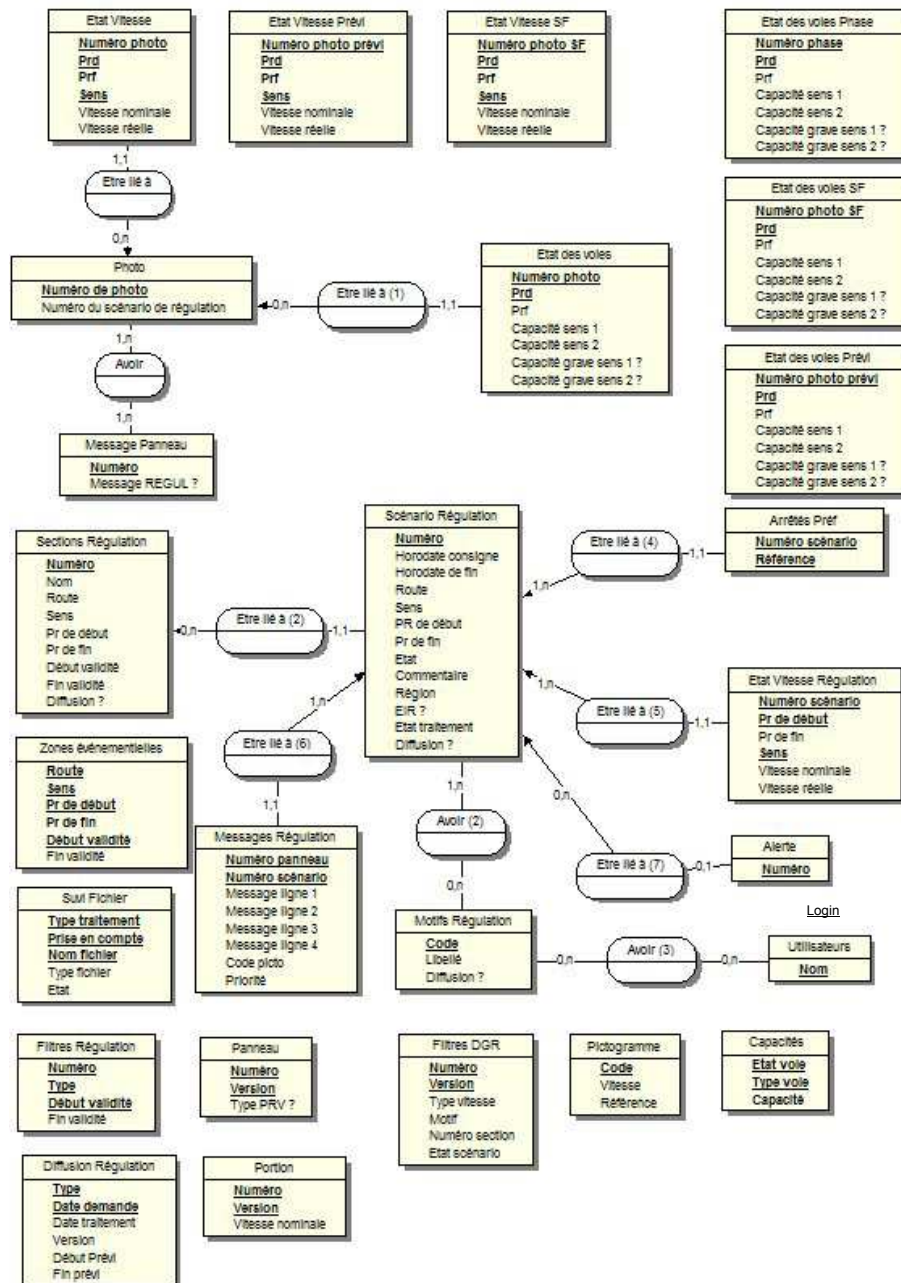 Etat Vitesse
Numéro photo
Prd
Prf
Sens
Vitesse nominale
Vitesse réelle
Etat Vitesse Prévi
Numéro photo prévi
Prd
Prf
Sens
Vitesse nominale
Vitesse réelle
Etat Vitesse SF
Numéro photo SF
Prd
Prf
Sens
Vitesse nominale
Vitesse réelle
Etat des voies Phase
Numéro phase
Prd
Prf
Capacité sens 1
Capacité sens 2
Capacité grave sens 1 ?
Capacité grave sens 2 ?
1,1
Etre lié à
0,n
Etat des voies SF
Numéro photo SF
Prd
Prf
Capacité sens 1
Capacité sens 2
Capacité grave sens 1 ?
Capacité grave sens 2 ?
Photo
Numéro de photo
Numéro du scénario de régulation
0,n
Etre lié à (1)
1,1
Etat des voies
Numéro photo
Prd
Prf
Capacité sens 1
Capacité sens 2
Capacité grave sens 1 ?
Capacité grave sens 2 ?
1,n
Avoir
1,n
Etat des voies Prévi
Numéro photo prévi
Prd
Prf
Capacité sens 1
Capacité sens 2
Capacité grave sens 1 ?
Capacité grave sens 2 ?
Message Panneau
Numéro
Message REGUL ?
Scénario Régulation
Numéro
Horodate consigne
Horodate de fin
Route
Sens
PR de début
Pr de fin
Etat
Commentaire
Région
EIR ?
Etat traitement
Diffusion ?
Arrêtés Préf
Numéro scénario
Référence
Etre lié à (4)
1,1
1,n
Sections Régulation
Numéro
Nom
Route
Sens
Pr de début
Pr de fin
Début validité
Fin validité
Diffusion ?
0,n
Etre lié à (2)
1,1
1,n
Etre lié à (5)
1,1
Etat Vitesse Régulation
Numéro scénario
Pr de début
Pr de fin
Sens
Vitesse nominale
Vitesse réelle
1,n
Etre lié à (6)
1,1
Zones événementielles
Route
Sens
Pr de début
Pr de fin
Début validité
Fin validité
1,n
Avoir (2)
0,n
0,n
Etre lié à (7)
0,1
Alerte
Numéro
Messages Régulation
Numéro panneau
Numéro scénario
Message ligne 1
Message ligne 2
Message ligne 3
Message ligne 4
Code picto
Priorité
Suivi Fichier
Type traitement
Prise en compte
Nom fichier
Type fichier
Etat
Motifs Régulation
Code
Libellé
Diffusion ?
0,n
Avoir (3)
0,n
Login
Utilisateurs
Nom
Filtres Régulation
Numéro
Type
Début validité
Fin validité
Panneau
Numéro
Version
Type PRV ?
Filtres DGR
Numéro
Version
Type vitesse
Motif
Numéro section
Etat scénario
Pictogramme
Code
Vitesse
Référence
Capacités
Etat voie
Type voie
Capacité
Diffusion Régulation
Type
Date demande
Date traitement
Version
Début Prévi
Fin prévi
Portion
Numéro
Version
Vitesse nominale